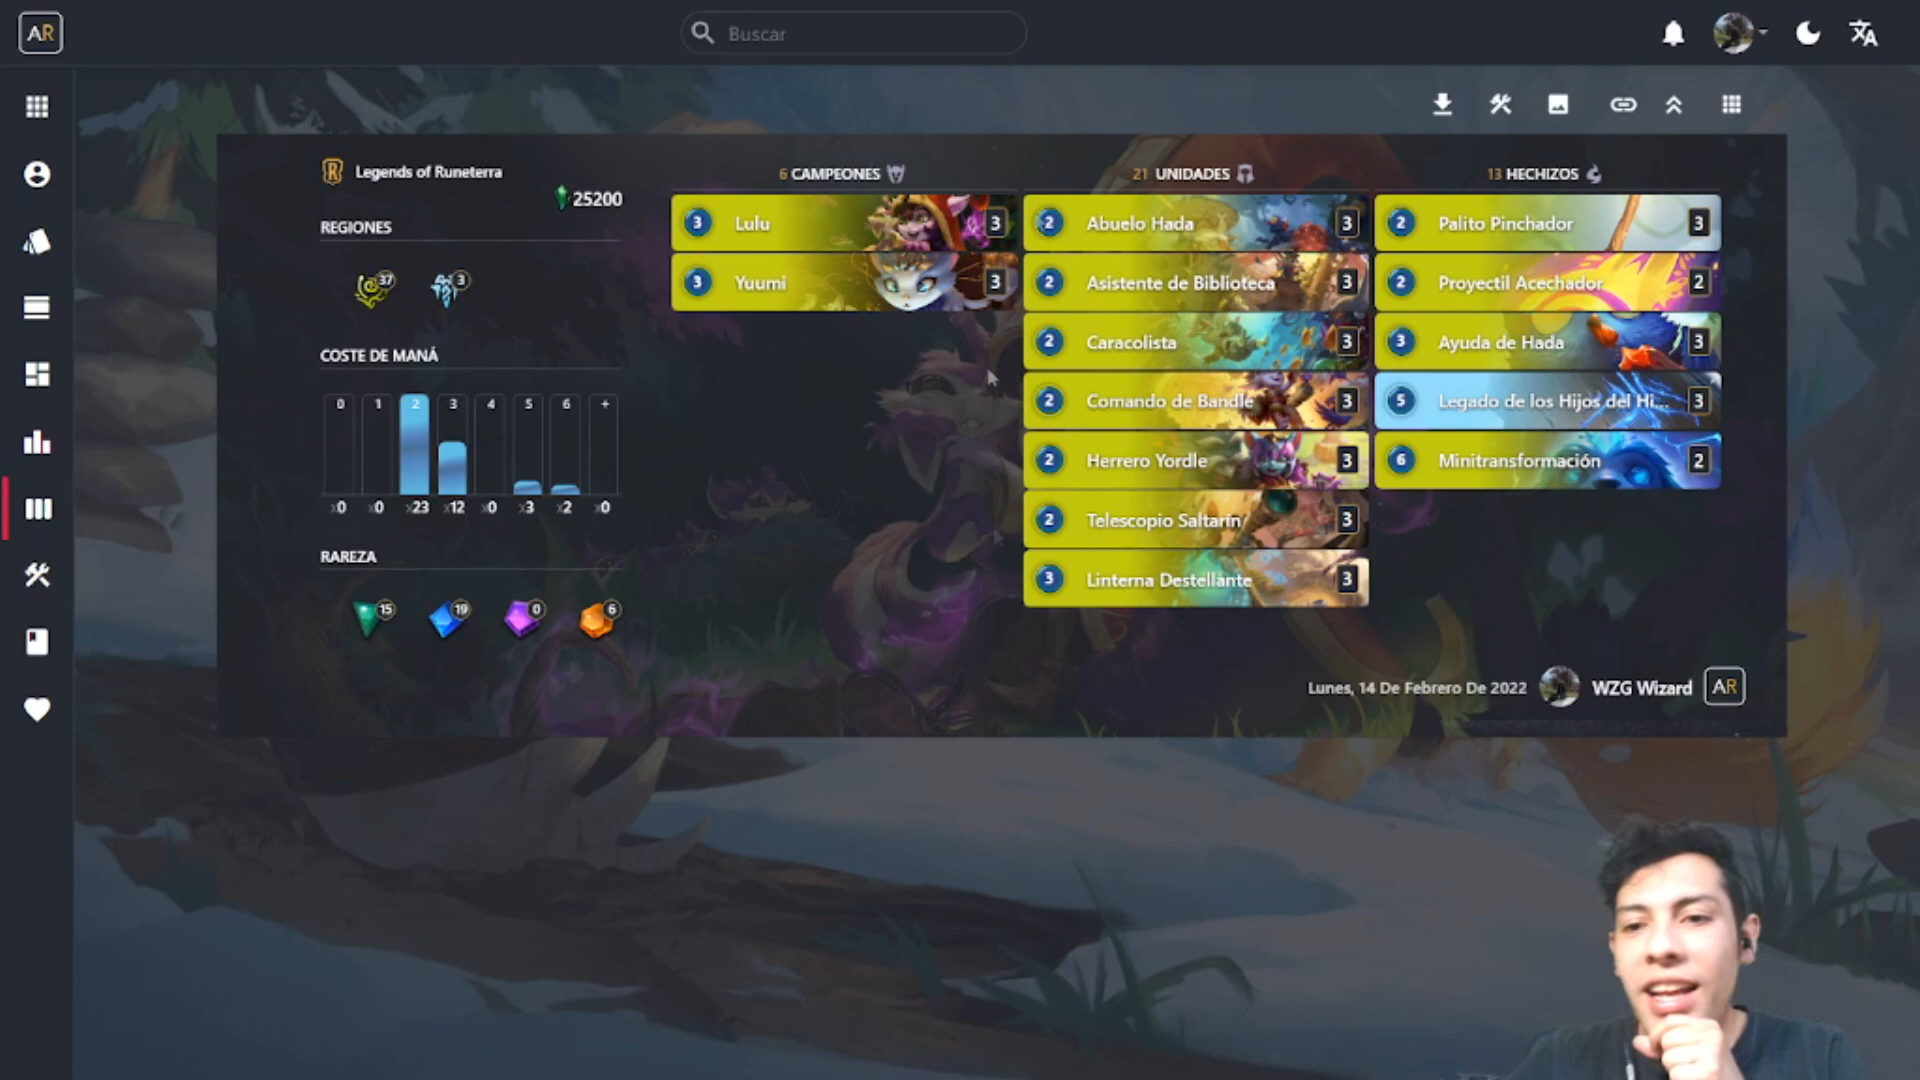 AR
Buscar
Legends of Runeterra
25200
REGIONES
37
3
COSTE DE MANÁ
0 1 2 3 4 5 6 +
x0 x0 x23 x12 x0 x3 x2 x0
RAREZA
15 19 0 6
6 CAMPEONES
3 Lulu 3
3 Yuumi 3
21 UNIDADES
2 Abuelo Hada 3
2 Asistente de Biblioteca 3
2 Caracolista 3
2 Comando de Bandle 3
2 Herrero Yordle 3
2 Telescopio Saltarín 3
3 Linterna Destellante 3
13 HECHIZOS
2 Palito Pinchador 3
2 Proyectil Acechador 2
3 Ayuda de Hada 3
5 Legado de los Hijos del Hi... 3
6 Minitransformación 2
Lunes, 14 De Febrero De 2022 WZG Wizard AR